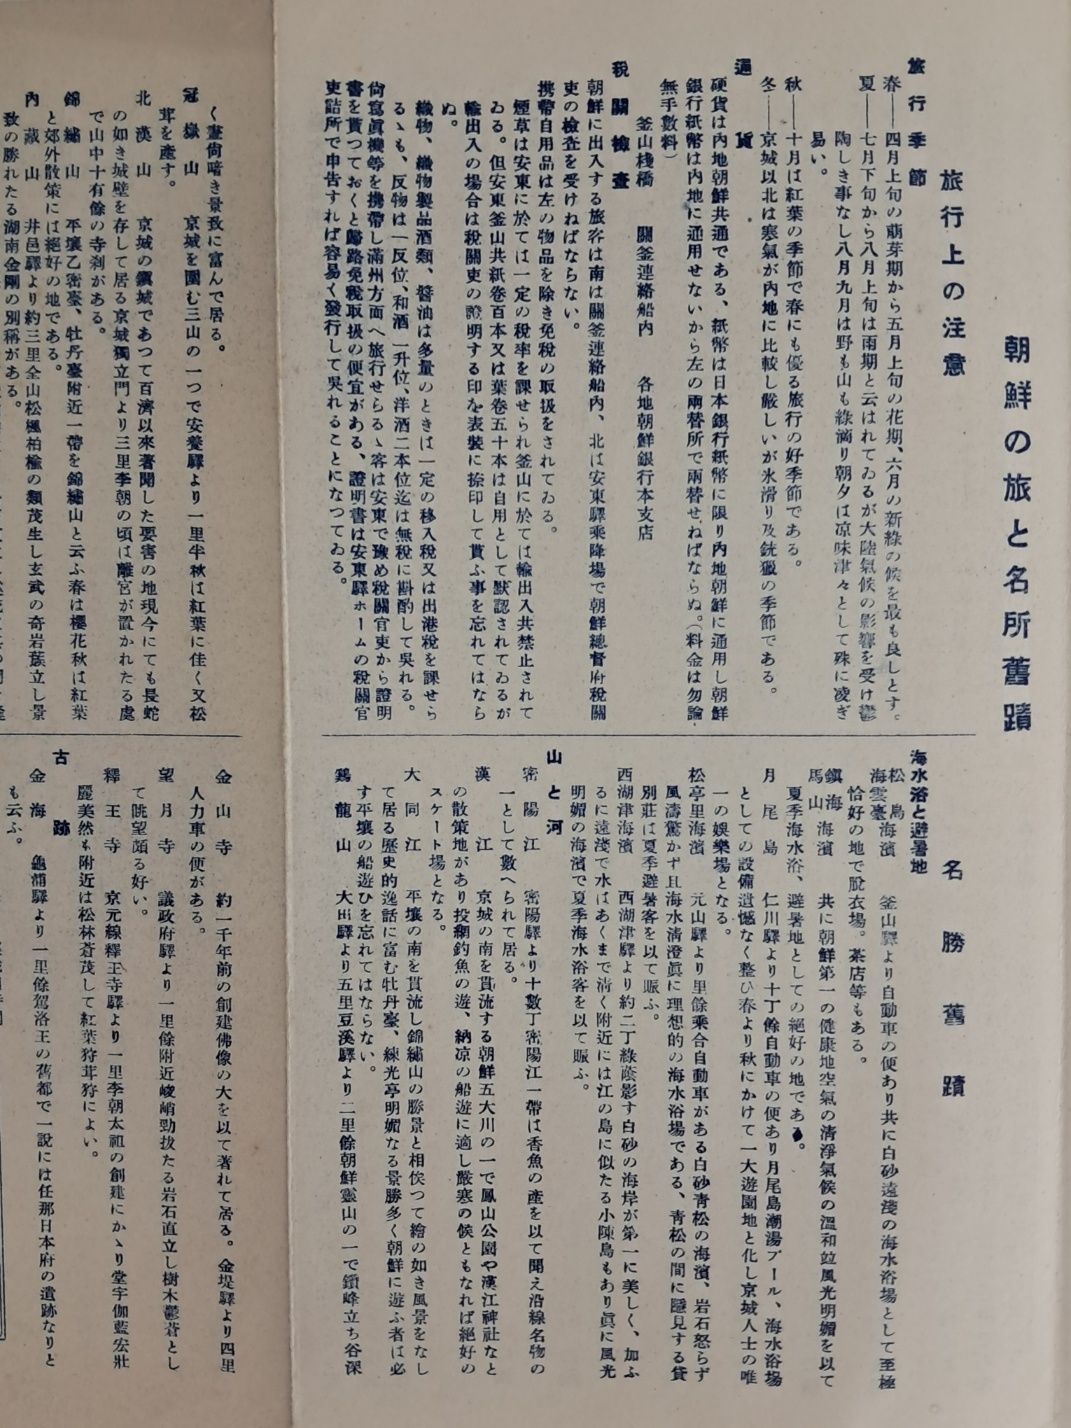 朝鮮の旅と名所舊蹟
旅行上の注意
旅行季節
春――四月上旬の萠芽期から五月上旬の花期、六月の新綠の候を最も良しとす。
夏――七月下旬から八月上旬は雨期と云はれてゐるが大陸氣候の影響を受け鬱
陶しき事なし八月九月は野も山も綠滴り朝夕は凉味津々として殊に凌ぎ
易い。
秋――十月は紅葉の季節で春にも優る旅行の好季節である。
冬――京城以北は寒氣が內地に比較し嚴しいが氷滑り及銃獵の季節である。
通貨
硬貨は內地朝鮮共通である、紙幣は日本銀行紙幣に限り內地朝鮮に通用し朝鮮
銀行紙幣は內地に通用せないから左の兩替所で兩替せねばならぬ。(料金は勿論
無手數料)
釜山棧橋 關釜連絡船內 各地朝鮮銀行本支店
稅關檢査
朝鮮に出入する旅客は南は關釜連絡船內、北は安東驛乘降場で朝鮮總督府稅關
吏の檢査を受けねばならない。
携帶自用品は左の物品を除き免稅の取扱をされてゐる。
煙草は安東に於ては一定の稅率を課せられ釜山に於ては輸出入共禁止されて
ゐる。但安東釜山共紙卷百本又は葉卷五十本は自用として默認されてゐるが
輸出入の場合は稅關吏の證明する印を表裝に捺印して貰ふ事を忘れてはなら
ぬ。
織物、織物製品酒類、醬油は多量のときは一定の移入稅又は出港稅を課せら
るゝも、反物は一反位、和酒一升位、洋酒二本位迄は無稅に斟酌して吳れる。
尙寫眞機等を携帶し滿州方面へ旅行せらるゝ客は安東で豫め稅關官吏から證明
書を貰つておくと歸路免稅取扱の便宜がある、證明書は安東驛ホームの稅關官
吏詰所で申吿すれば容易く發行して吳れることになつてゐる。
名勝舊蹟
海水浴と避暑地
松島
海雲臺 海濱 釜山驛より自動車の便あり共に白砂遠淺の海水浴場として至極
恰好の地で脫衣場。茶店等もある。
鎭海
馬山 海濱 共に朝鮮第一の健康地空氣の淸淨氣候の溫和竝風光明媚を以て
夏季海水浴、避暑地としての絕好の地である。
月尾島 仁川驛より十丁餘自動車の便あり月尾島潮湯プール、海水浴場
としての設備遺憾なく整ひ春より秋にかけて一大遊園地と化し京城人士の唯
一の娛樂場となる。
松亭里海濱 元山驛より里餘乘合自動車がある白砂靑松の海濱、岩石怒らず
風濤驚かず且海水淸澄眞に理想的の海水浴場である、靑松の間に隱見する貸
別莊は夏季避暑客を以て賑ふ。
西湖津海濱 西湖津驛より約二丁綠蔭影す白砂の海岸が第一に美しく、加ふ
るに遠淺で水はあくまで淸く附近には江の島に似たる小陳島もあり眞に風光
明媚の海濱で夏季海水浴客を以て賑ふ。
山と河
密陽江 密陽驛より十數丁密陽江一帶は香魚の產を以て聞え沿線名物の
一として數へられて居る。
漢江 京城の南を貫流する朝鮮五大川の一で鳳山公園や漢江神社など
の散策地があり投網釣魚の遊、納凉の船遊に適し嚴寒の候ともなれば絕好の
スケート場となる。
大同江 平壤の南を貫流し錦繡山の勝景と相俟つて繪の如き風景をなし
て居る歷史的逸話に富む牡丹臺、練光亭明媚なる景勝多く朝鮮に遊ぶ者は必
ず平壤の船遊ひを忘れてはならない。
鷄龍山 大田驛より五里豆溪驛より二里餘朝鮮靈山の一で鎻峰立ち谷深
く晝尙暗き景致に富んで居る。
冠嶽山 京城を圍む三山の一つで安養驛より一里半秋は紅葉に佳く又松
茸を產す。
北漢山 京城の鎭城であつて百濟以來著聞した要害の地現今にても長蛇
の如き城壁を存して居る京城獨立門より三里李朝の頃は離宮が置かれたる處
で山中十有餘の寺刹がある。
錦繡山 平壤乙密臺、牡丹臺附近一帶を錦繡山と云ふ春は櫻花秋は紅葉
と郊外散策には絕好の地である。
內藏山 井邑驛より約三里全山松楓柏楡の類茂生し玄武の奇岩簇立し景
致の勝れたる湖南金剛の別稱がある。
金山寺 約一千年前の創建佛像の大を以て著れて居る。金堤驛より四里
人力車の便がある。
望月寺 議政府驛より一里餘附近峻峭勁拔たる岩石直立し樹木鬱蒼とし
て眺望頗る好い。
釋王寺 京元線釋王寺驛より一里李朝太祖の創建にかゝり堂宇伽藍宏壯
麗美然も附近は松林蒼茂して紅葉狩茸狩によい。
古跡
金海 龜浦驛より一里餘駕洛王の舊都で一說には任那日本府の遺跡なりと
も云ふ。